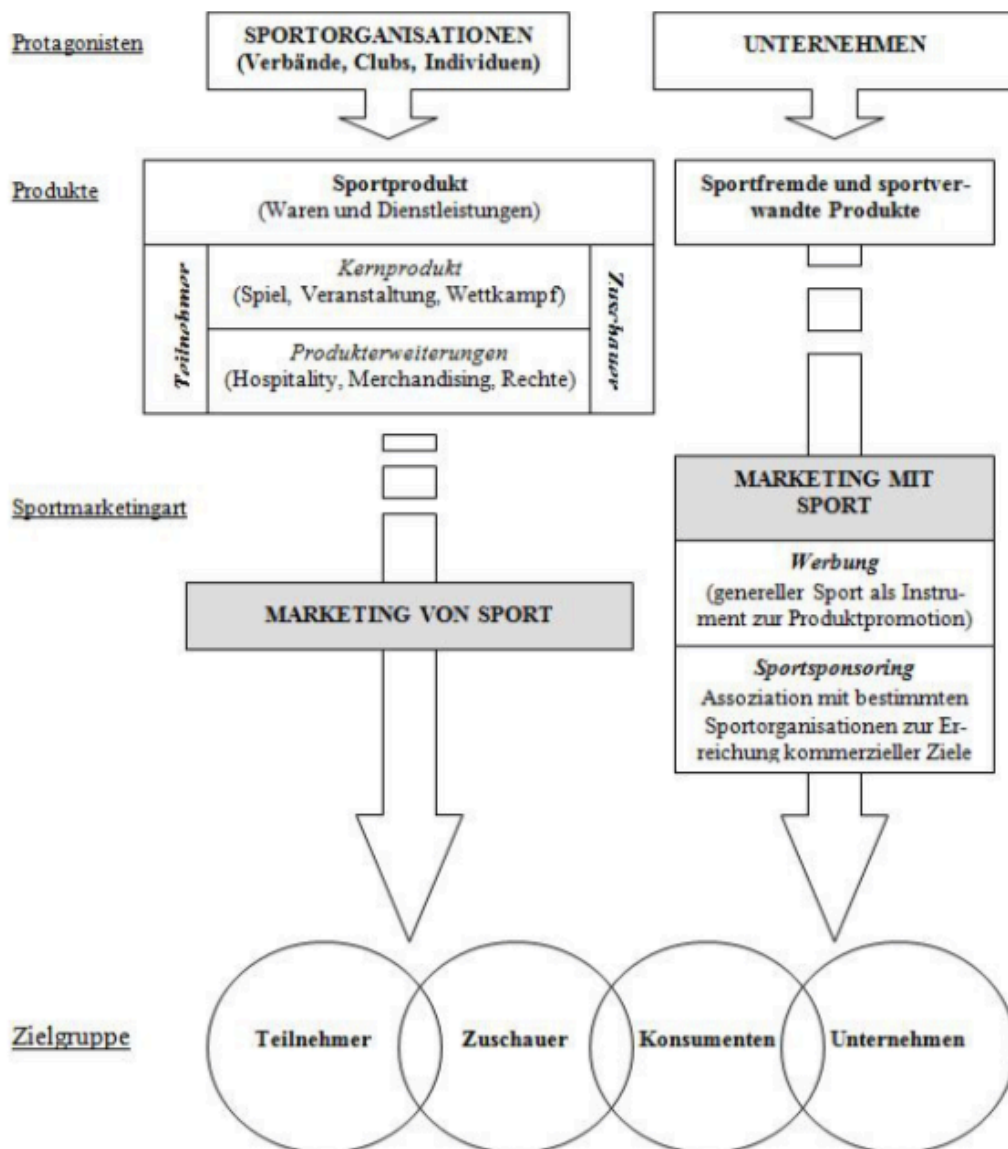 Protagonisten
SPORTORGANISATIONEN
(Verbände, Clubs, Individuen)
UNTERNEHMEN
Produkte
Sportprodukt
(Waren und Dienstleistungen)
Teilnehmer
Kernprodukt
(Spiel, Veranstaltung, Wettkampf)
Produkterweiterungen
(Hospitality, Merchandising, Rechte)
Zuschauer
Sportfremde und sportver-
wandte Produkte
Sportmarketingart
MARKETING VON SPORT
MARKETING MIT
SPORT
Werbung
(genereller Sport als Instru-
ment zur Produktpromotion)
Sportsponsoring
Assoziation mit bestimmten
Sportorganisationen zur Er-
reichung kommerzieller Ziele
Zielgruppe
Teilnehmer
Zuschauer
Konsumenten
Unternehmen